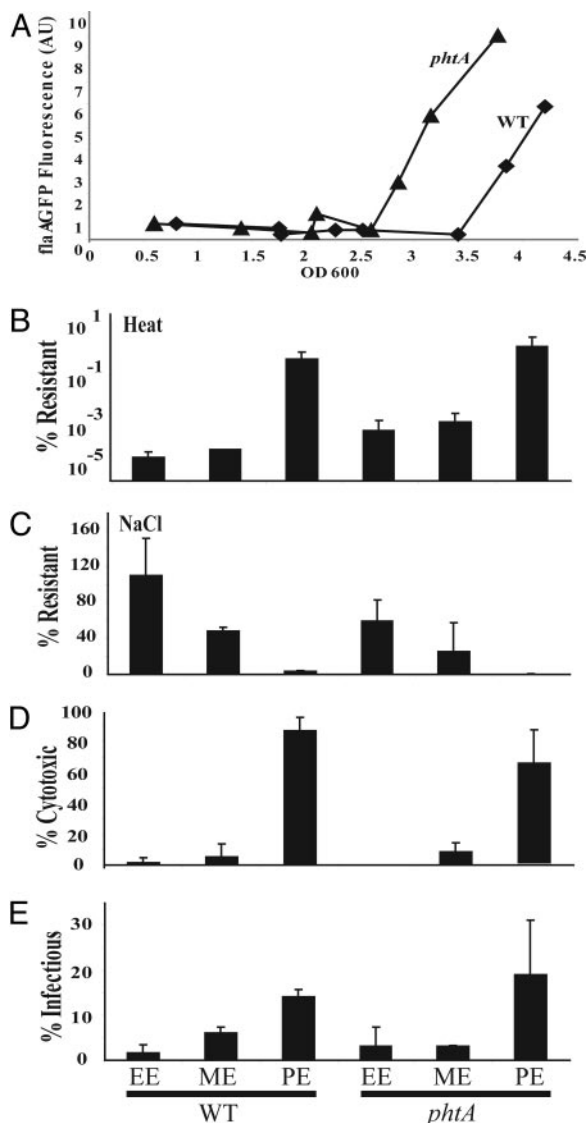 A
flaAGFP Fluorescence (AU)
10
9
8
7
6
5
4
3
2
1
0
0 0.5 1 1.5 2 2.5 3 3.5 4 4.5
OD 600
phtA
WT
B
Heat
% Resistant
10 1
10 -1
10 -3
10 -5
C
NaCl
% Resistant
160
120
80
40
0
D
% Cytotoxic
100
80
60
40
20
0
E
% Infectious
30
20
10
0
EE ME PE EE ME PE
WT phtA